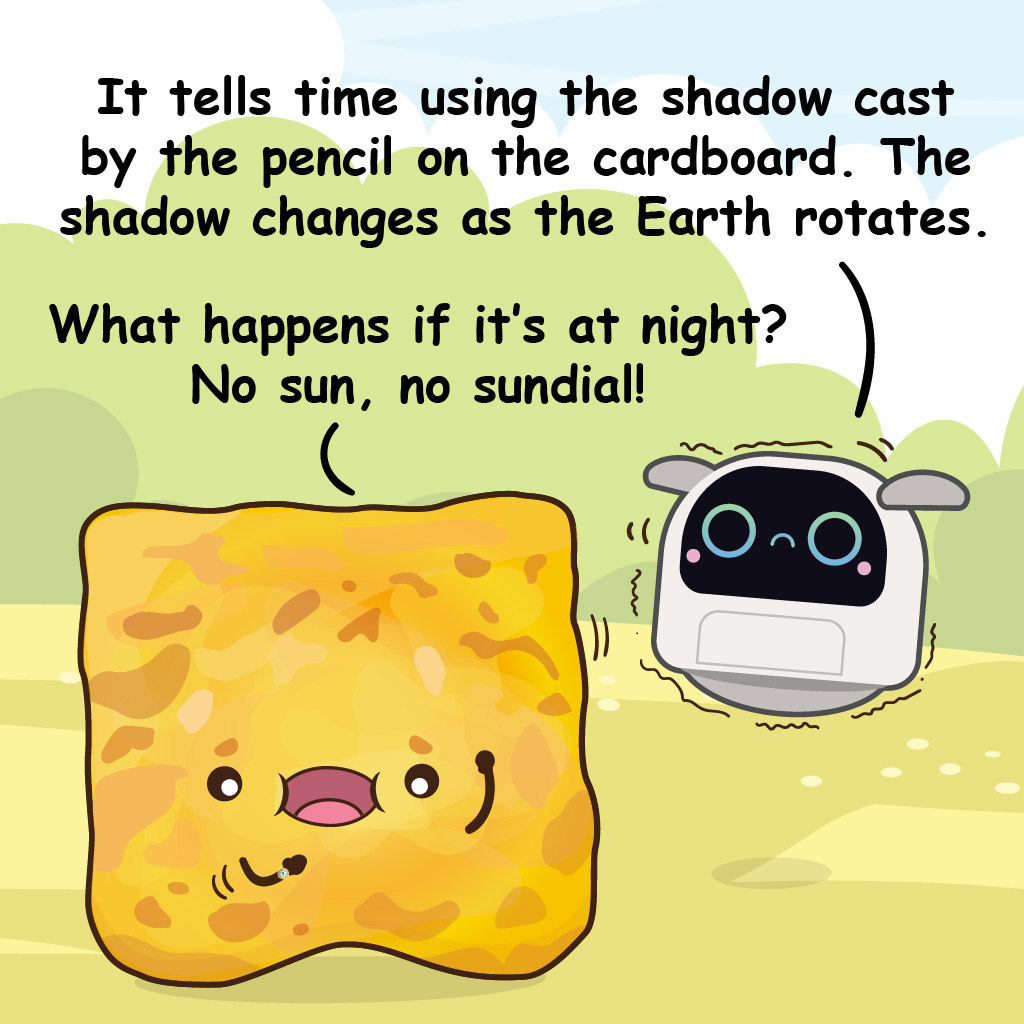 It tells time using the shadow cast
by the pencil on the cardboard. The
shadow changes as the Earth rotates.
What happens if it's at night?
No sun, no sundial!